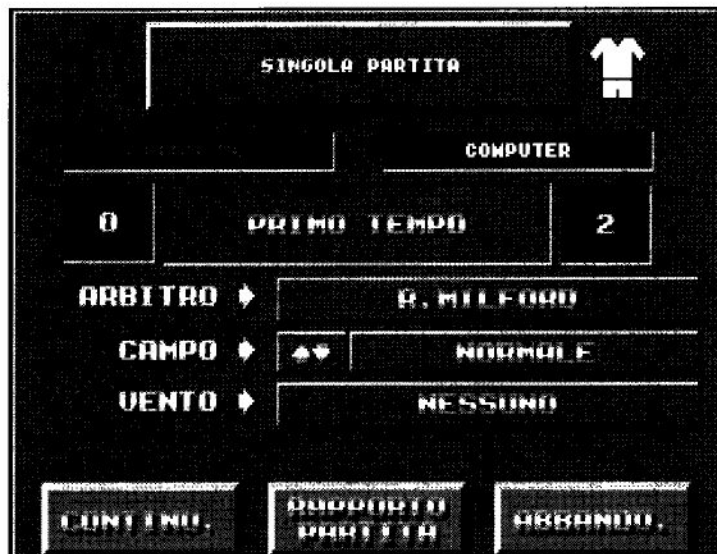 SINGOLA PARTITA
COMPUTER
0 PRIMO TEMPO 2
ARBITRO R.MILFORD
CAMPO NORMALE
VENTO NESSUNO
CONTINU. RAPPORTO PARTITA ABBANDO.